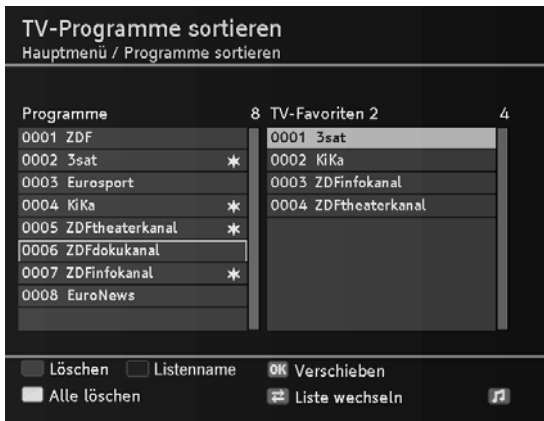 TV-Programme sortieren
Hauptmenü / Programme sortieren
Programme 8
0001 ZDF
0002 3sat *
0003 Eurosport
0004 KiKa *
0005 ZDFtheaterkanal *
0006 ZDFdokukanal
0007 ZDFinfokanal *
0008 EuroNews
TV-Favoriten 2 4
0001 3sat
0002 KiKa
0003 ZDFinfokanal
0004 ZDFtheaterkanal
Löschen Listenname OK Verschieben
Alle löschen Liste wechseln